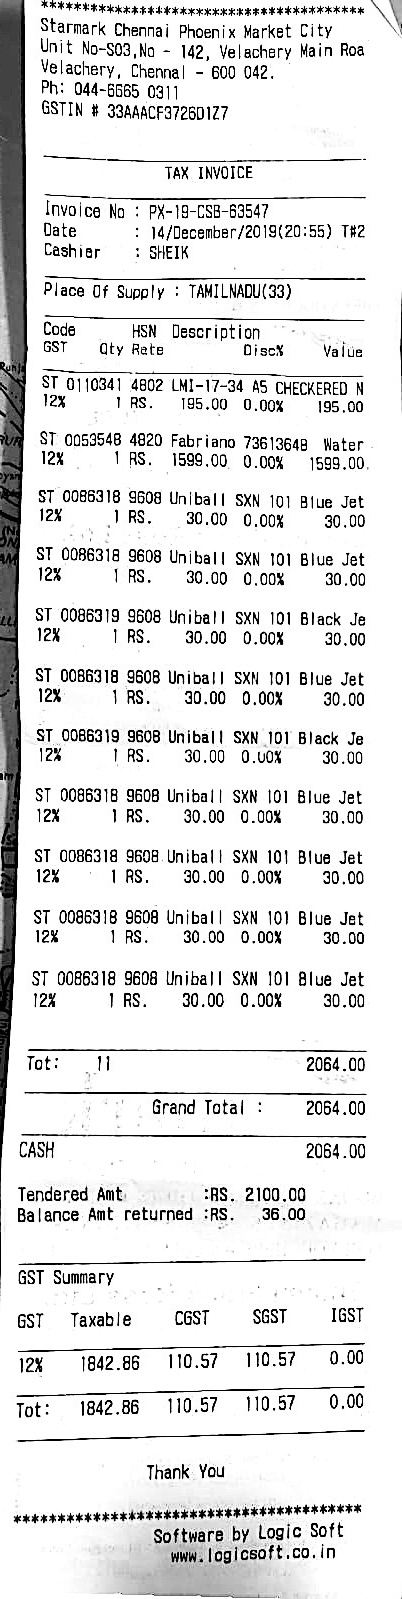 ****************************************
Starmark Chennai Phoenix Market City
Unit No-S03,No - 142, Velachery Main Roa
Velachery, Chennai - 600 042.
Ph: 044-6665 0311
GSTIN # 33AAACF3726D1Z7
TAX INVOICE
Invoice No : PX-19-CSB-63547
Date : 14/December/2019(20:55) T#2
Cashier : SHEIK
Place Of Supply : TAMILNADU(33)
Code HSN Description
GST Qty Rate Disc% Value
ST 0110341 4802 LMI-17-34 A5 CHECKERED N
12% 1 RS. 195.00 0.00% 195.00
ST 0053548 4820 Fabriano 73613648 Water
12% 1 RS. 1599.00 0.00% 1599.00
ST 0086318 9608 Uniball SXN 101 Blue Jet
12% 1 RS. 30.00 0.00% 30.00
ST 0086318 9608 Uniball SXN 101 Blue Jet
12% 1 RS. 30.00 0.00% 30.00
ST 0086319 9608 Uniball SXN 101 Black Je
12% 1 RS. 30.00 0.00% 30.00
ST 0086318 9608 Uniball SXN 101 Blue Jet
12% 1 RS. 30.00 0.00% 30.00
ST 0086319 9608 Uniball SXN 101 Black Je
12% 1 RS. 30.00 0.00% 30.00
ST 0086318 9608 Uniball SXN 101 Blue Jet
12% 1 RS. 30.00 0.00% 30.00
ST 0086318 9608 Uniball SXN 101 Blue Jet
12% 1 RS. 30.00 0.00% 30.00
ST 0086318 9608 Uniball SXN 101 Blue Jet
12% 1 RS. 30.00 0.00% 30.00
ST 0086318 9608 Uniball SXN 101 Blue Jet
12% 1 RS. 30.00 0.00% 30.00
Tot: 11 2064.00
Grand Total : 2064.00
CASH 2064.00
Tendered Amt :RS. 2100.00
Balance Amt returned :RS. 36.00
GST Summary
GST Taxable CGST SGST IGST
12% 1842.86 110.57 110.57 0.00
Tot: 1842.86 110.57 110.57 0.00
Thank You
****************************************
Software by Logic Soft
www.logicsoft.co.in